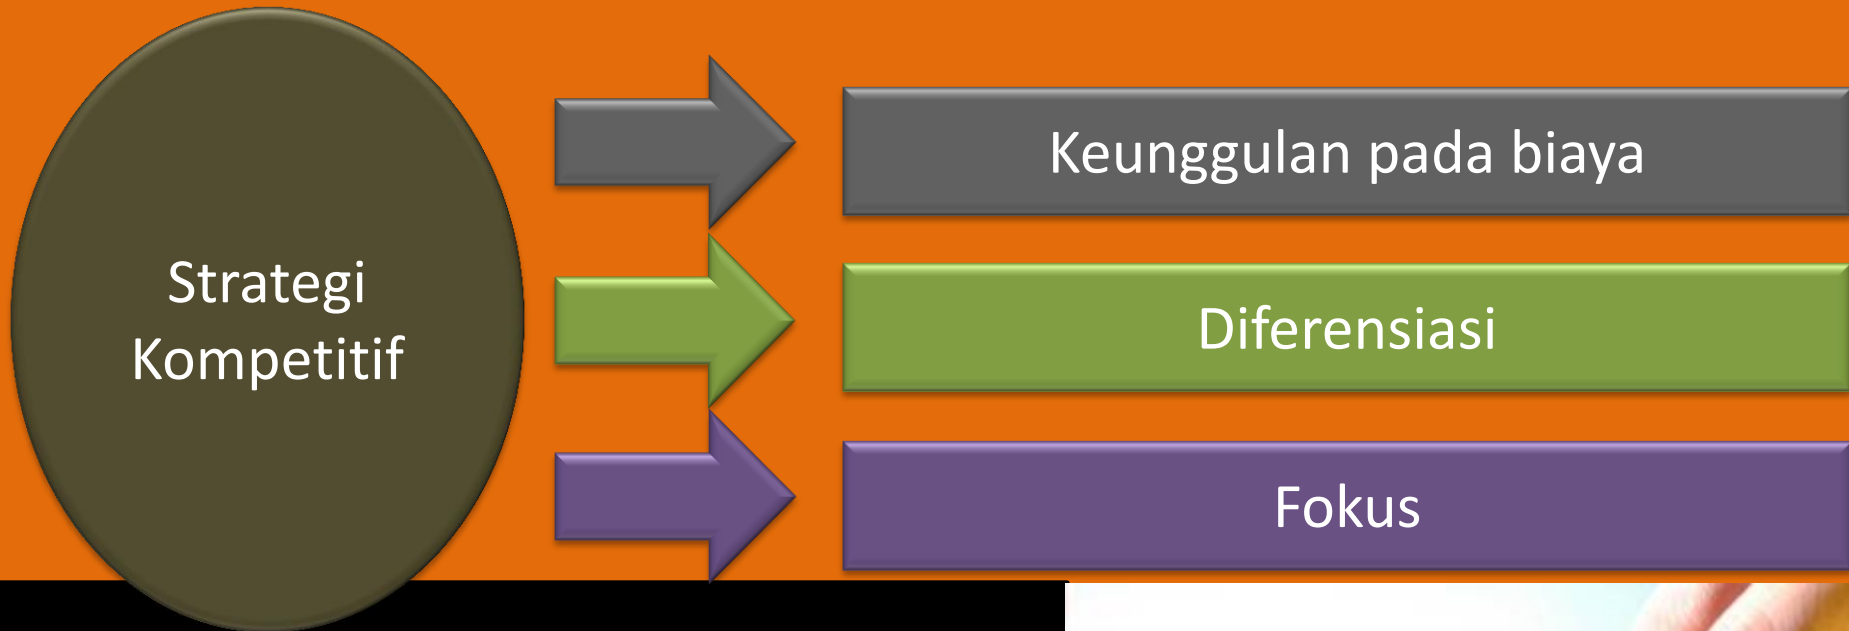 Strategi
Kompetitif
Keunggulan pada biaya
Diferensiasi
Fokus